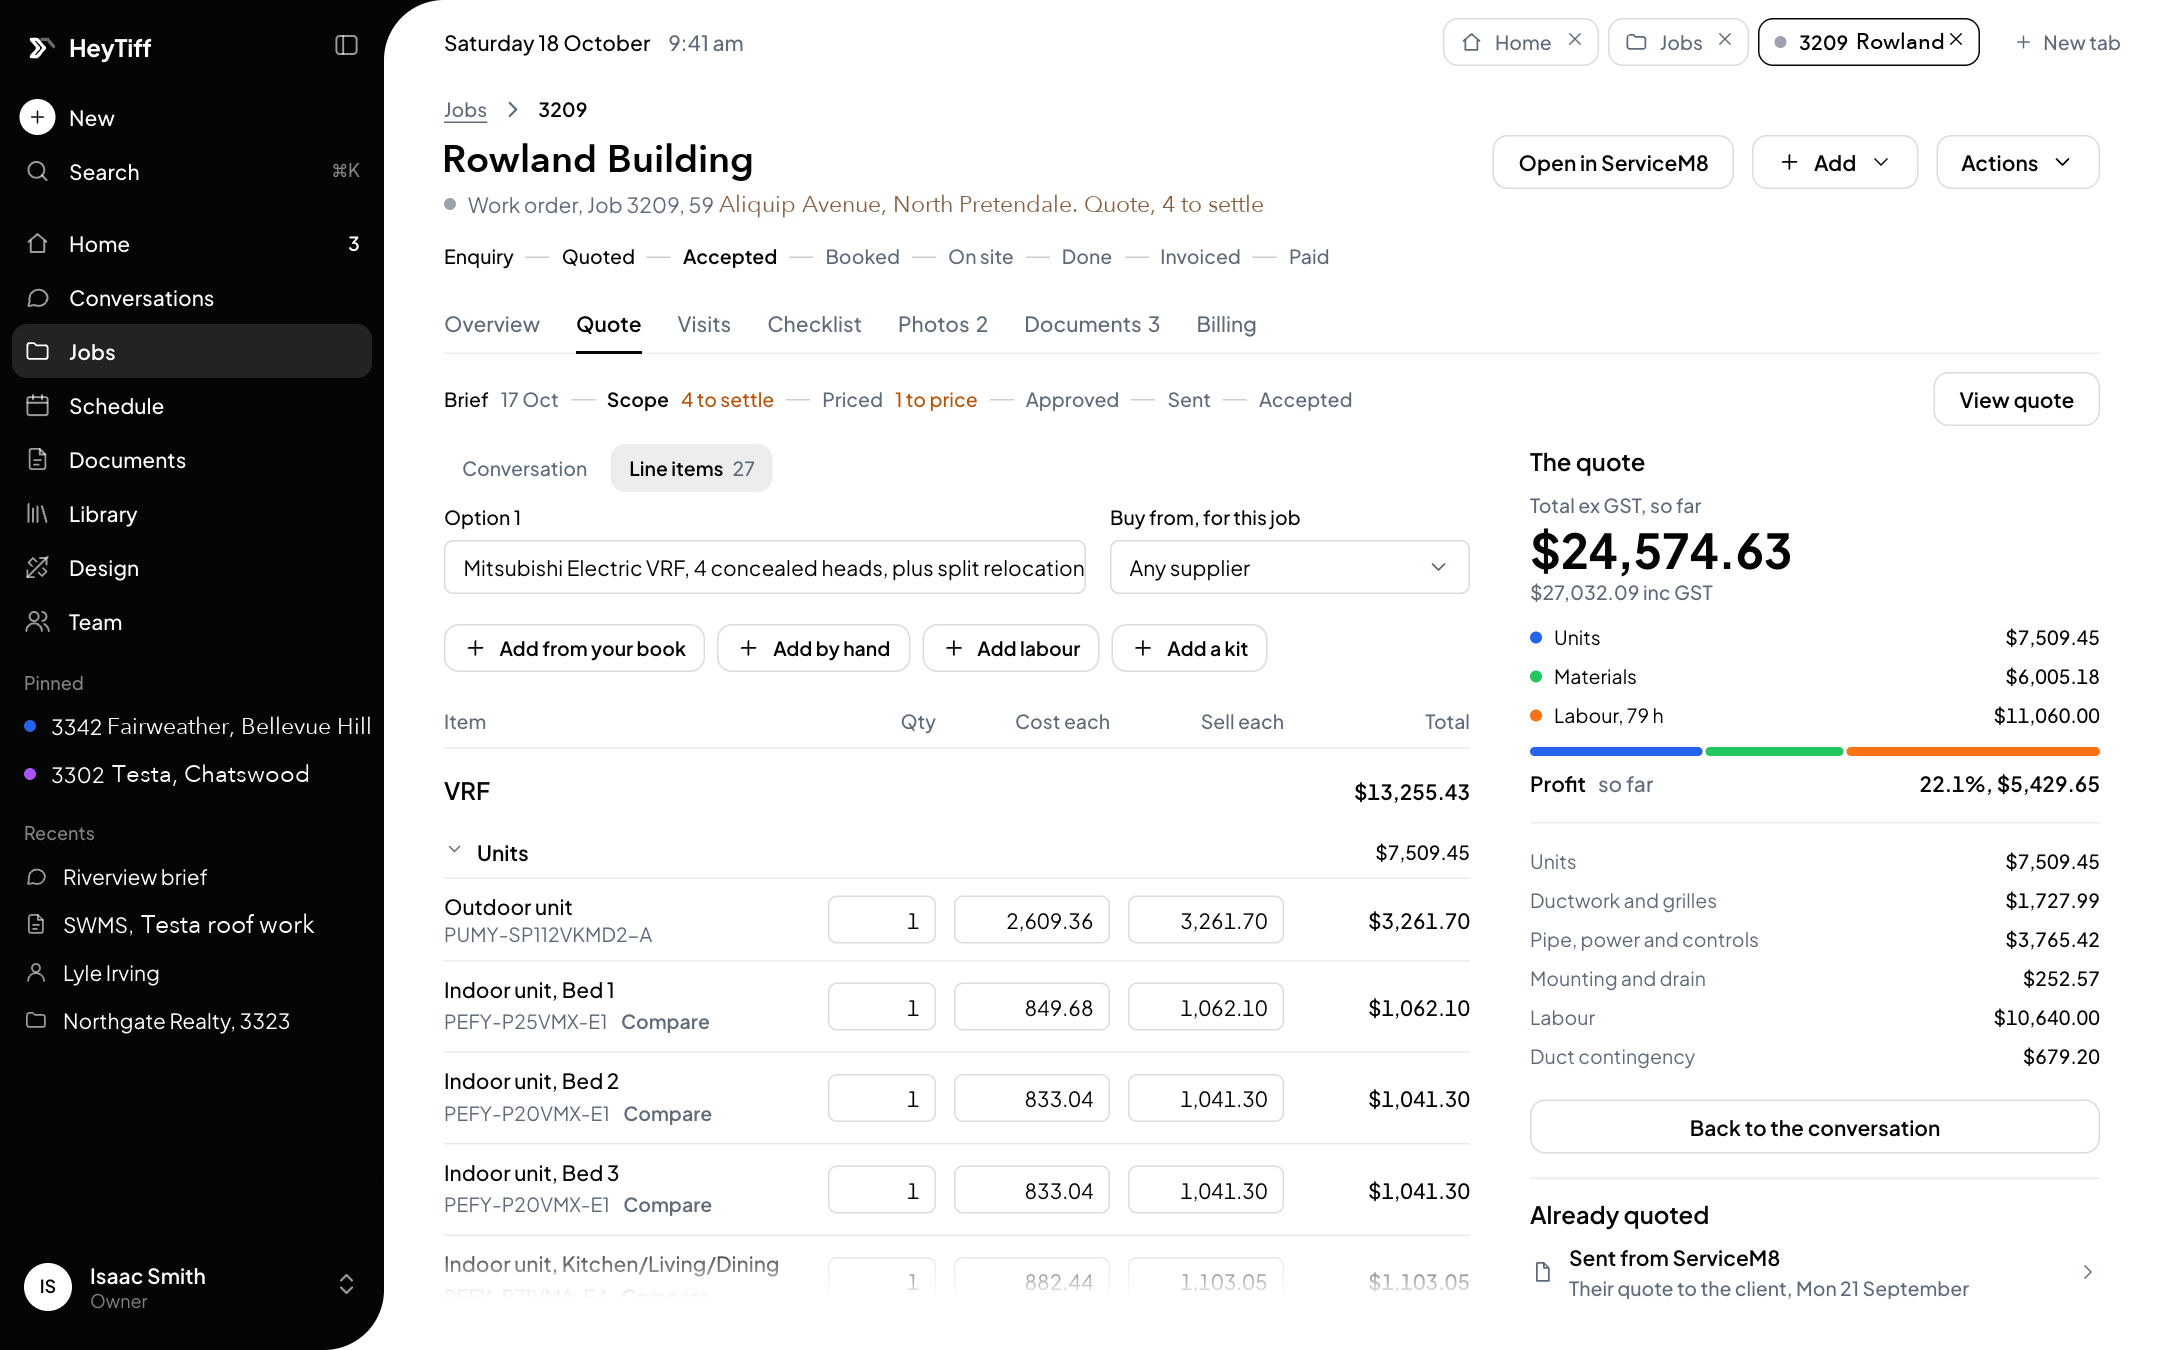 HeyTiff
New
Search ⌘K
Home 3
Conversations
Jobs
Schedule
Documents
Library
Design
Team
Pinned
3342 Fairweather, Bellevue Hill
3302 Testa, Chatswood
Recents
Riverview brief
SWMS, Testa roof work
Lyle Irving
Northgate Realty, 3323
IS
Isaac Smith
Owner
Saturday 18 October 9:41 am
Home
Jobs
3209 Rowland
New tab
Jobs 3209
Rowland Building
Work order, Job 3209, 59 Aliquip Avenue, North Pretendale. Quote, 4 to settle
Open in ServiceM8
Add
Actions
Enquiry Quoted Accepted Booked On site Done Invoiced Paid
Overview Quote Visits Checklist Photos 2 Documents 3 Billing
Brief 17 Oct Scope 4 to settle Priced 1 to price Approved Sent Accepted
View quote
Conversation Line items 27
Option 1 Buy from, for this job
Mitsubishi Electric VRF, 4 concealed heads, plus split relocation Any supplier
Add from your book Add by hand Add labour Add a kit
Item Qty Cost each Sell each Total
VRF $13,255.43
Units $7,509.45
Outdoor unit
PUMY-SP112VKMD2-A
1 2,609.36 3,261.70 $3,261.70
Indoor unit, Bed 1
PEFY-P25VMX-E1 Compare
1 849.68 1,062.10 $1,062.10
Indoor unit, Bed 2
PEFY-P20VMX-E1 Compare
1 833.04 1,041.30 $1,041.30
Indoor unit, Bed 3
PEFY-P20VMX-E1 Compare
1 833.04 1,041.30 $1,041.30
Indoor unit, Kitchen/Living/Dining
1 882.44 1,103.05 $1,103.05
Compare
The quote
Total ex GST, so far
$24,574.63
$27,032.09 inc GST
Units $7,509.45
Materials $6,005.18
Labour, 79 h $11,060.00
Profit so far 22.1%, $5,429.65
Units $7,509.45
Ductwork and grilles $1,727.99
Pipe, power and controls $3,765.42
Mounting and drain $252.57
Labour $10,640.00
Duct contingency $679.20
Back to the conversation
Already quoted
Sent from ServiceM8
Their quote to the client, Mon 21 September